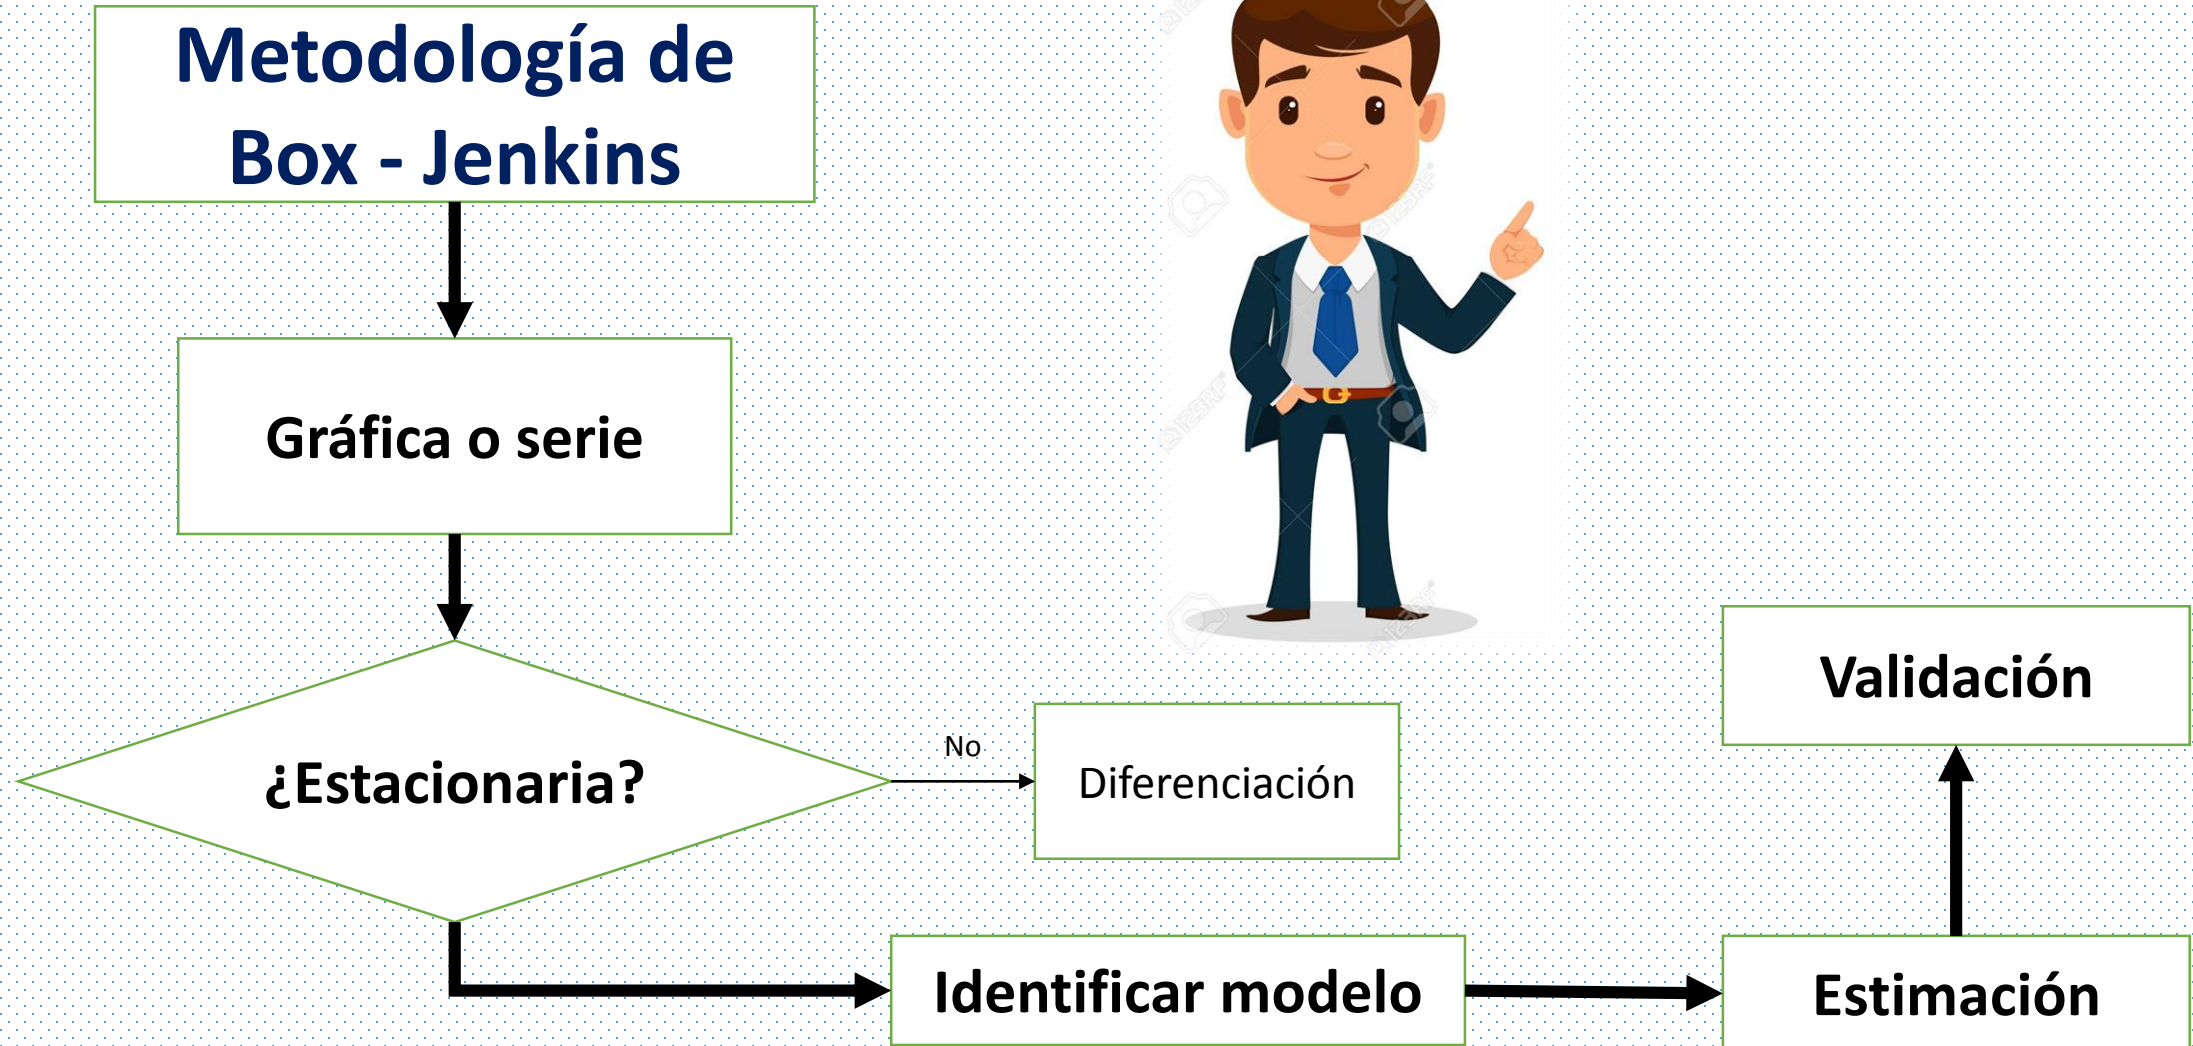 Metodología de
Box - Jenkins
Gráfica o serie
¿Estacionaria?
No
Diferenciación
Identificar modelo
Estimación
Validación